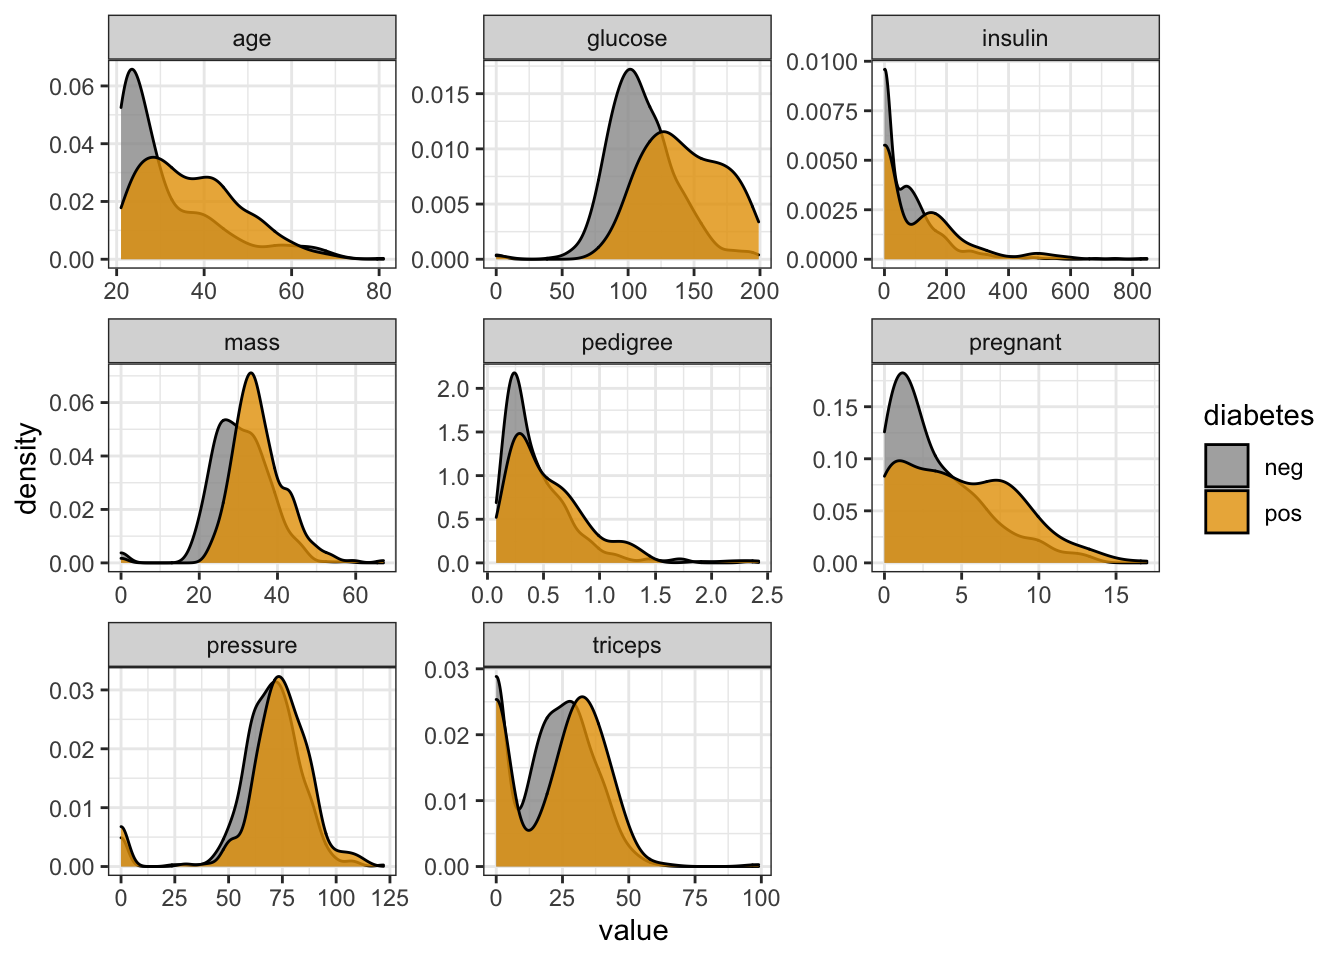 age glucose insulin
0.06 0.04 0.02 0.00
20 40 60 80
0.015 0.010 0.005 0.000
0 50 100 150 200
0.0100 0.0075 0.0050 0.0025 0.0000
0 200 400 600 800
mass pedigree pregnant
0.06 0.04 0.02 0.00
0 20 40 60
2.0 1.5 1.0 0.5 0.0
0.0 0.5 1.0 1.5 2.0 2.5
0.15 0.10 0.05 0.00
0 5 10 15
pressure triceps
0.03 0.02 0.01 0.00
0 25 50 75 100 125
0.03 0.02 0.01 0.00
0 25 50 75 100
density
value
diabetes
neg
pos